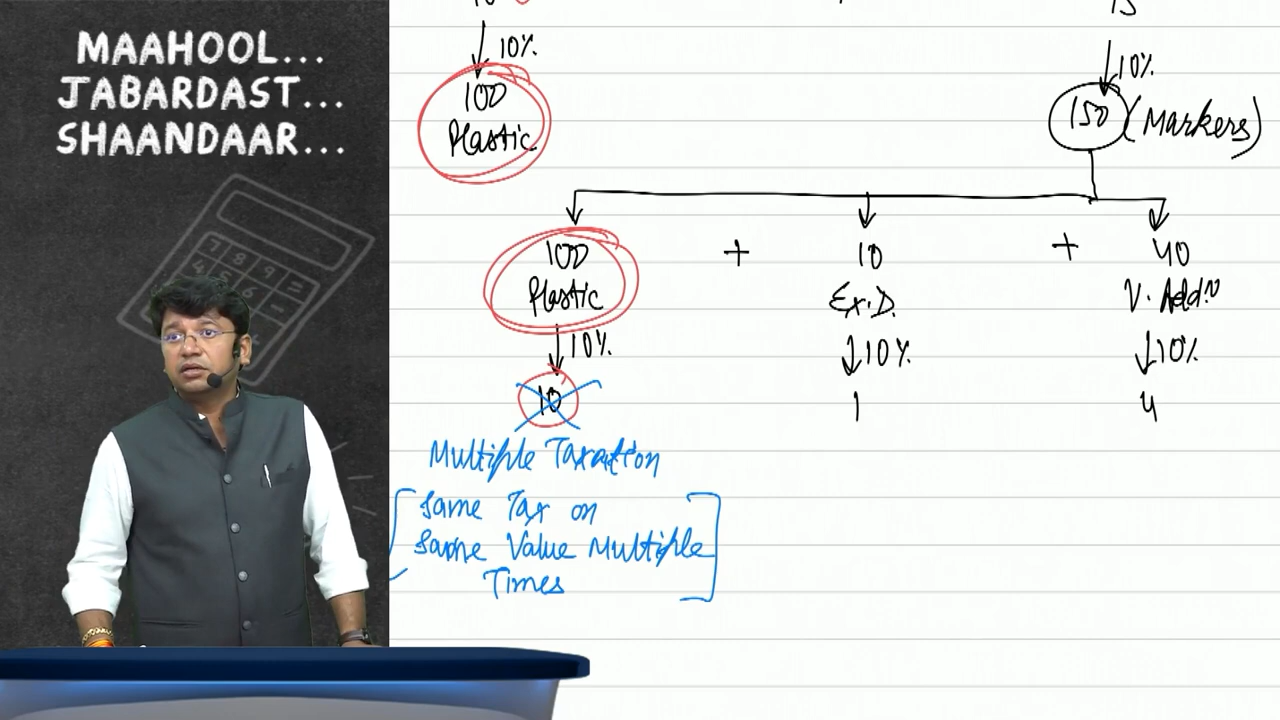 MAAHOOL...
JABARDAST...
SHAANDAAR...
10%
100
Plastic
15
10%
150 (Markers)
100 + 10 + 40
Plastic Ex.D. V. Addn
10% 10% 10%
10 1 4
Multiple Taxation
Same Tax on
Same Value Multiple
Times